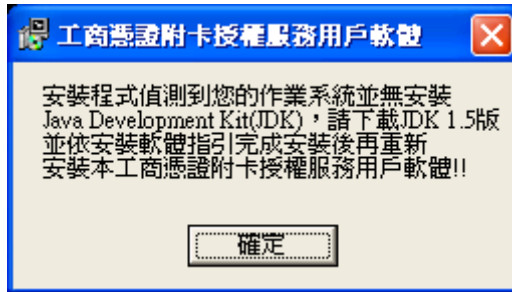 工商憑證附卡授權服務用戶軟體
安裝程式偵測到您的作業系統並無安裝
Java Development Kit(JDK)，請下載JDK 1.5版
並依安裝軟體指引完成安裝後再重新
安裝本工商憑證附卡授權服務用戶軟體!!
確定